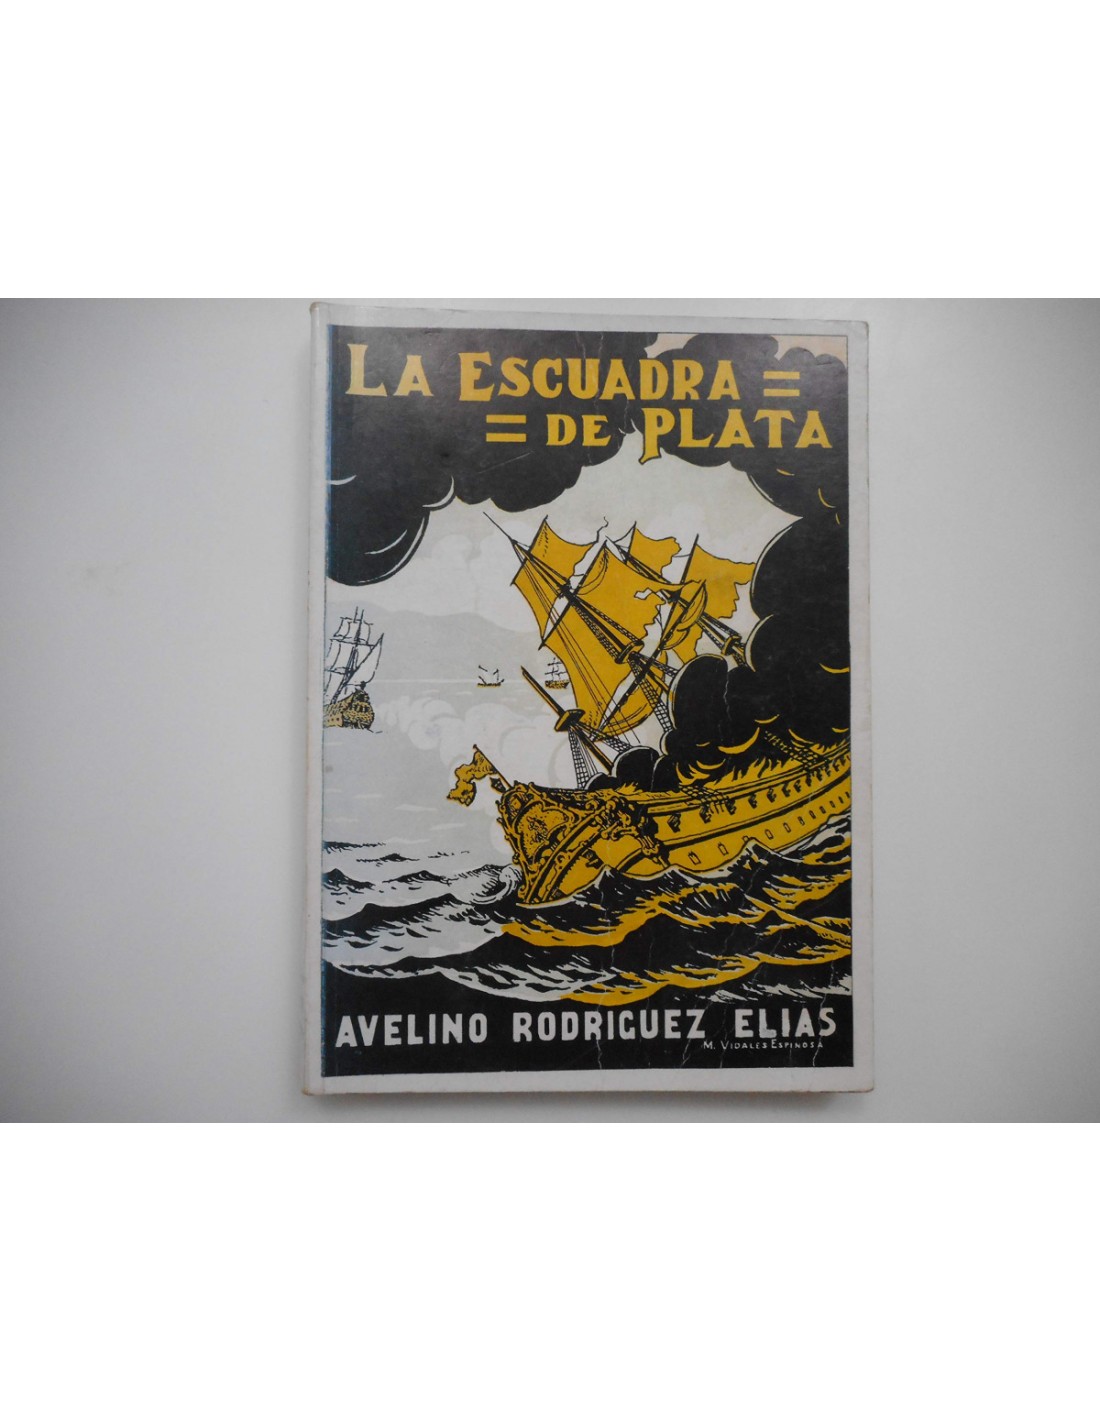 LA ESCUADRA =
= DE PLATA
AVELINO RODRIGUEZ ELIAS
M. VIDALES ESPINOSA